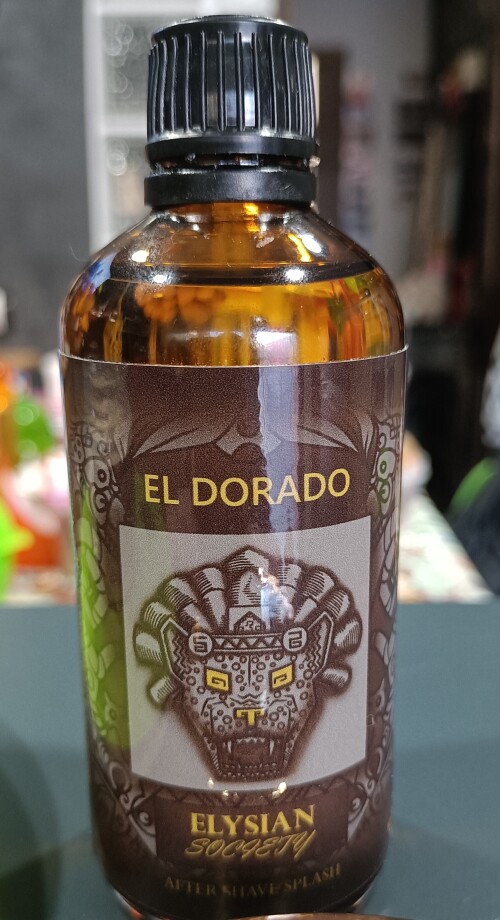 EL DORADO
ELYSIAN
SOCIETY
AFTER SHAVE SPLASH